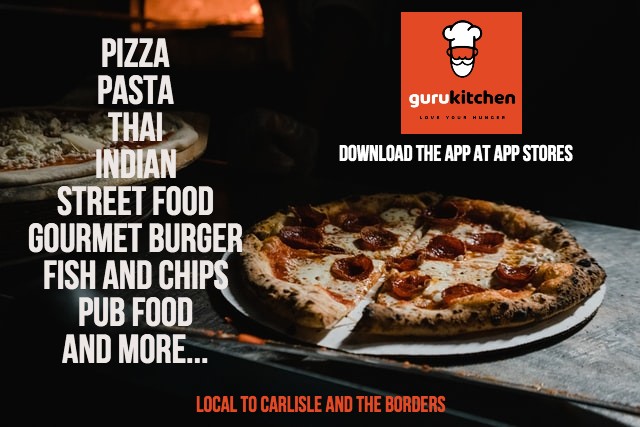 PIZZA
PASTA
THAI
INDIAN
STREET FOOD
GOURMET BURGER
FISH AND CHIPS
PUB FOOD
AND MORE...
gurukitchen
LOVE YOUR HUNGER
DOWNLOAD THE APP AT APP STORES
LOCAL TO CARLISLE AND THE BORDERS